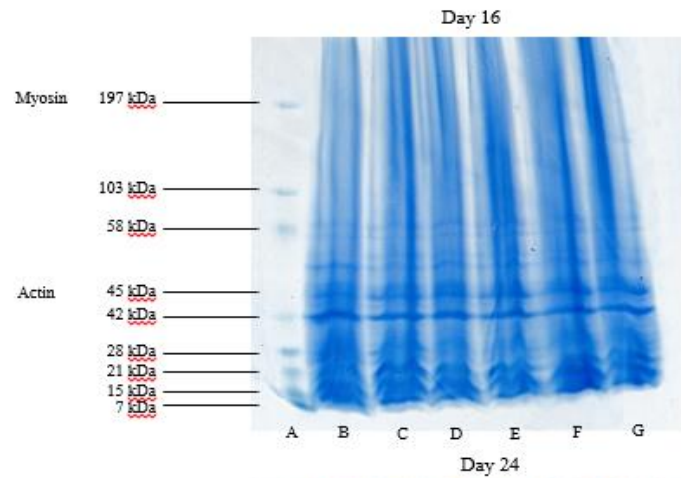 Day 16
Myosin 197 kDa
103 kDa
58 kDa
Actin 45 kDa
42 kDa
28 kDa
21 kDa
15 kDa
7 kDa
A B C D E F G
Day 24